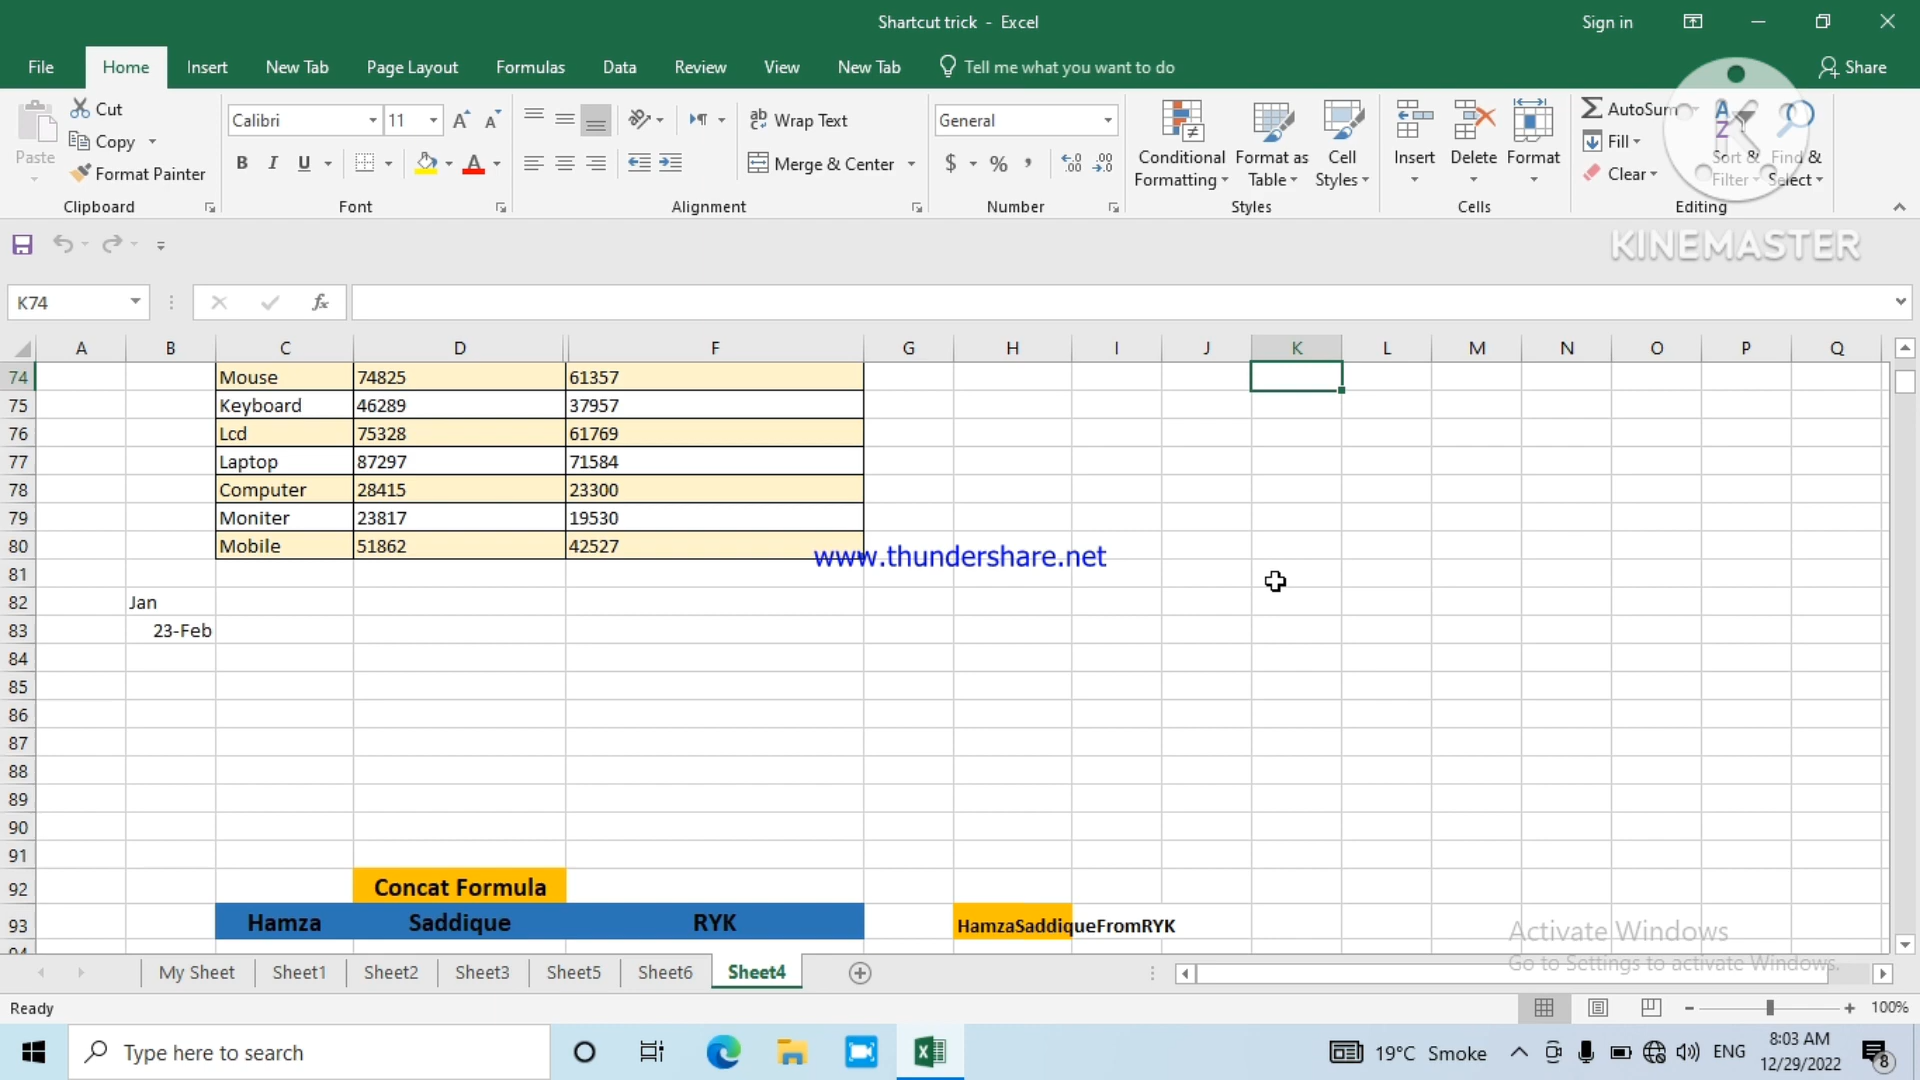 Shartcut trick - Excel
Sign in
File Home Insert New Tab Page Layout Formulas Data Review View New Tab Tell me what you want to do Share
Paste Cut
Copy
Format Painter
Clipboard
Calibri 11
B I U A
Font
Wrap Text
Merge & Center
Alignment
General
$ % ,
Number
Conditional Formatting
Format as Table
Cell Styles
Styles
Insert Delete Format
Cells
AutoSum
Fill
Clear
Sort & Filter
Find & Select
Editing
KINEMASTER
K74 fx
A B C D F G H I J K L M N O P Q
74 Mouse 74825 61357
75 Keyboard 46289 37957
76 Lcd 75328 61769
77 Laptop 87297 71584
78 Computer 28415 23300
79 Moniter 23817 19530
80 Mobile 51862 42527
www.thundershare.net
81
82 Jan
83 23-Feb
84
85
86
87
88
89
90
91
92 Concat Formula
93 Hamza Saddique RYK HamzaSaddiqueFromRYK
94
Activate Windows
Go to Settings to activate Windows.
My Sheet Sheet1 Sheet2 Sheet3 Sheet5 Sheet6 Sheet4
Ready 100%
Type here to search
19°C Smoke ENG
8:03 AM
12/29/2022
8